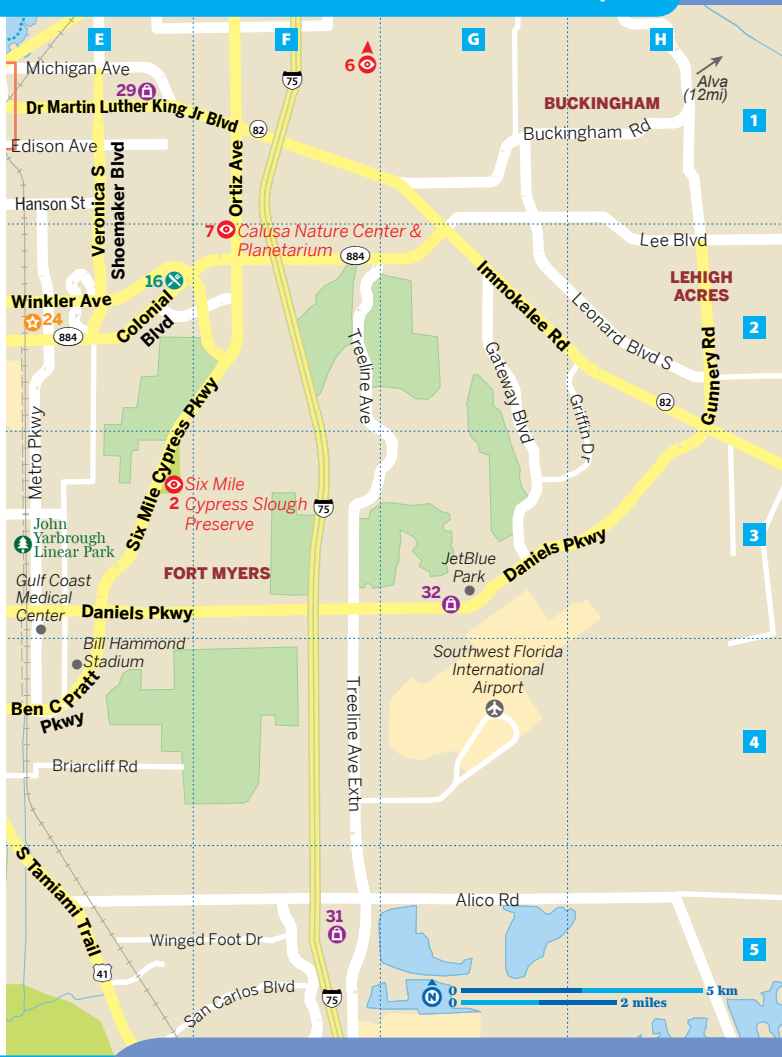 E
F
G
H
Michigan Ave
29
75
6
Alva
(12mi)
BUCKINGHAM
1
Dr Martin Luther King Jr Blvd
82
Buckingham Rd
Edison Ave
Veronica S
Shoemaker Blvd
Ortiz Ave
Hanson St
7 Calusa Nature Center &
Planetarium
884
Lee Blvd
16
LEHIGH
ACRES
Winkler Ave
24
Colonial
Blvd
884
Immokalee Rd
Leonard Blvd S
2
Treeline Ave
Gateway Blvd
Griffin Dr
Gunnery Rd
82
Metro Pkwy
Six Mile Cypress Pkwy
Six Mile
2 Cypress Slough
Preserve
75
John
Yarbrough
Linear Park
3
FORT MYERS
JetBlue
Park
Daniels Pkwy
Gulf Coast
Medical
Center
32
Daniels Pkwy
Bill Hammond
Stadium
Southwest Florida
International
Airport
Ben C Pratt
Pkwy
Treeline Ave Extn
4
Briarcliff Rd
S Tamiami Trail
Alico Rd
31
Winged Foot Dr
5
41
San Carlos Blvd
75
N
0
5 km
0
2 miles